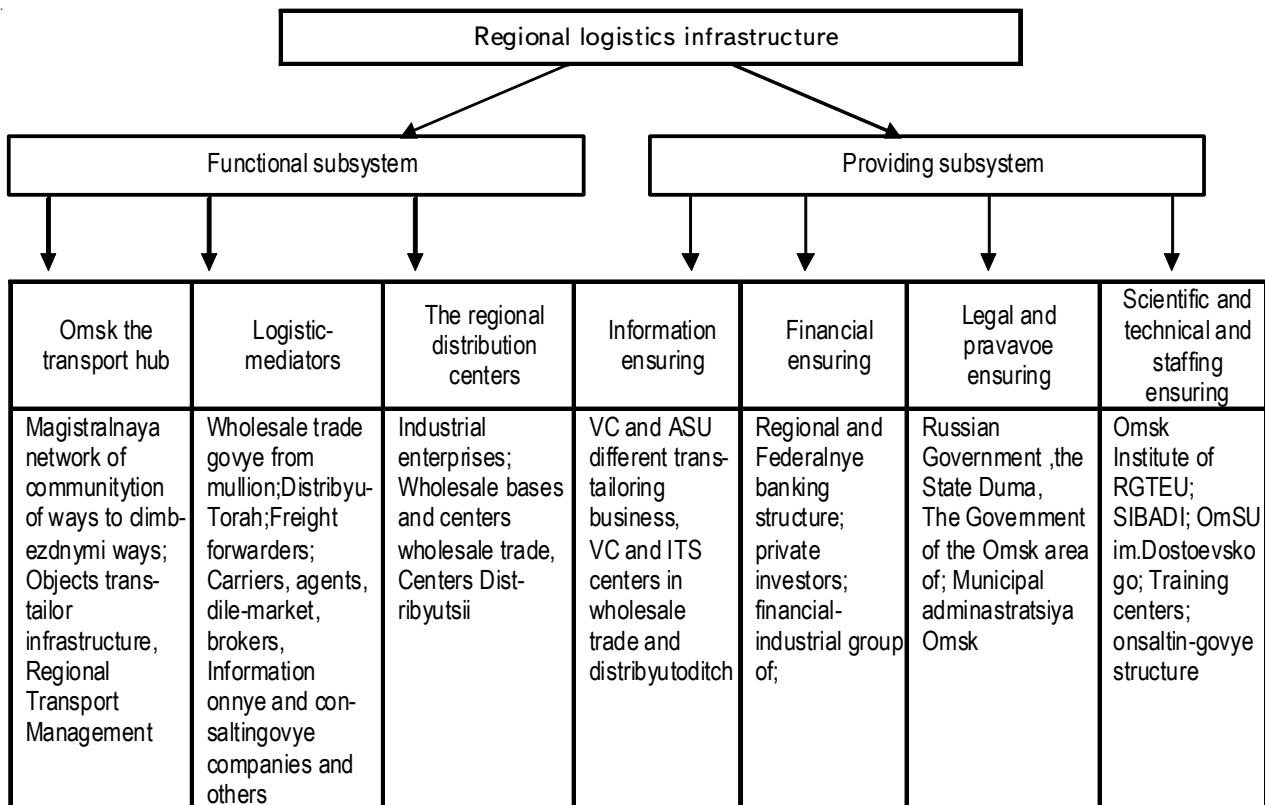 Regional logistics infrastructure
Functional subsystem
Providing subsystem
Omsk the
transport hub
Logistic-
mediators
The regional
distribution
centers
Information
ensuring
Financial
ensuring
Legal and
pravavoe
ensuring
Scientific and
technical and
staffing
ensuring
Magistralnaya
network of
communitytion
of ways to climb-
ezdnymi ways;
Objects trans-
tailor
infrastructure,
Regional
Transport
Management
Wholesale trade
govye from
mullion;Distribyu-
Torah;Freight
forwarders;
Carriers, agents,
dile-market,
brokers,
Information
onnye and con-
saltingovye
companies and
others
Industrial
enterprises;
Wholesale bases
and centers
wholesale trade,
Centers Dist-
ribyutsii
VC and ASU
different trans-
tailoring
business,
VC and ITS
centers in
wholesale
trade and
distribyutoditch
Regional and
Federalnye
banking
structure;
private
investors;
financial-
industrial group
of;
Russian
Government ,the
State Duma,
The Government
of the Omsk area
of; Municipal
adminastratsiya
Omsk
Omsk
Institute of
RGTEU;
SIBADI; OmSU
im.Dostoevsko
go; Training
centers;
onsaltin-govye
structure